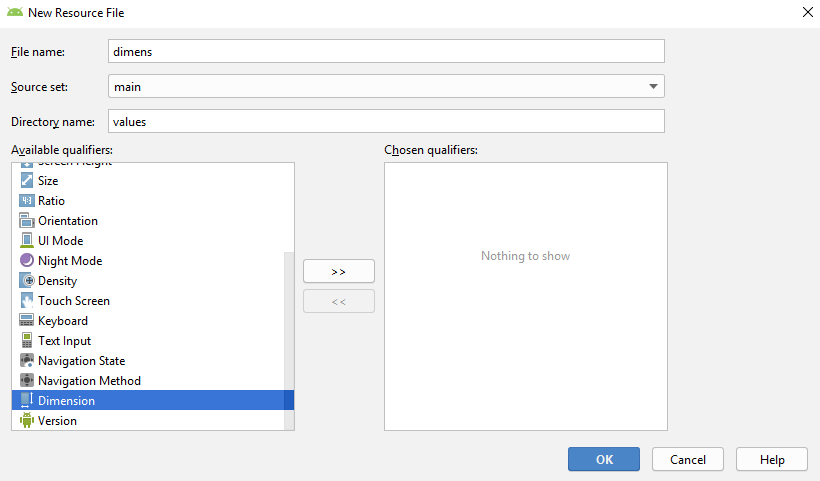 New Resource File
File name: dimens
Source set: main
Directory name: values
Available qualifiers: Chosen qualifiers:
Screen Height
Size
Ratio
Orientation
UI Mode
Night Mode
Density
Touch Screen
Keyboard
Text Input
Navigation State
Navigation Method
Dimension
Version
>>
<<
Nothing to show
OK Cancel Help